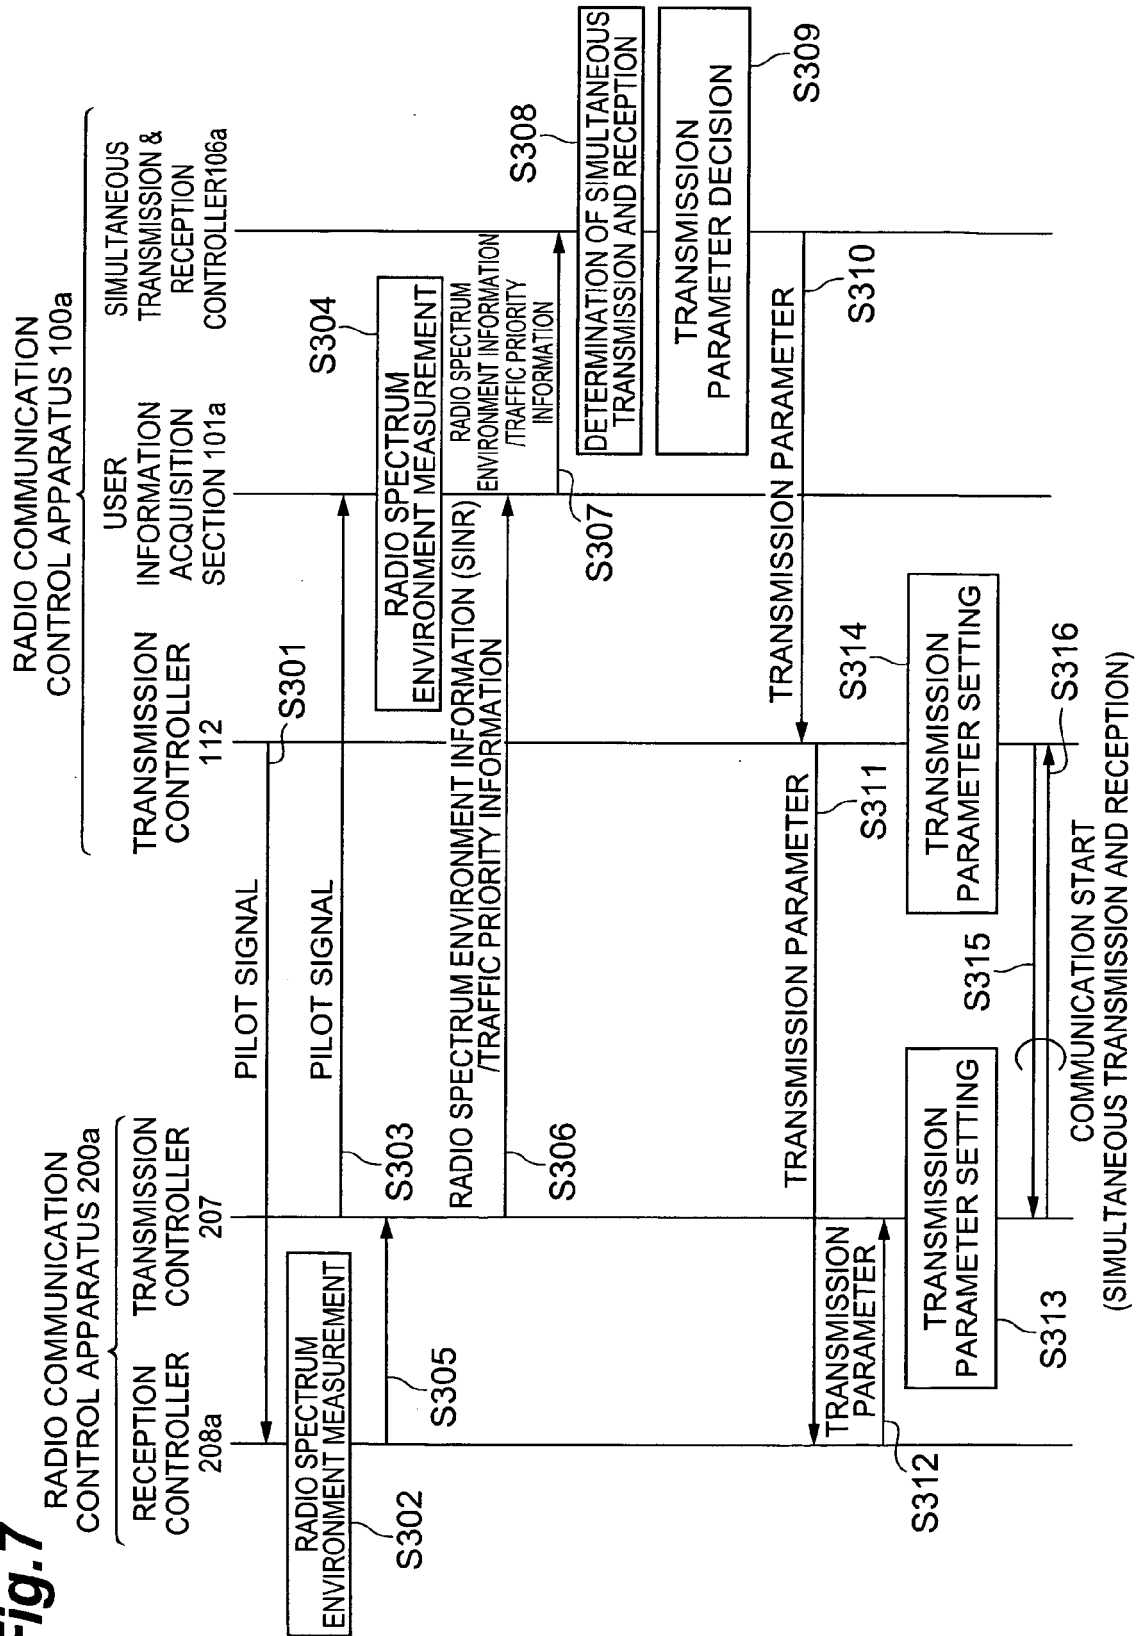 Fig.7
RADIO COMMUNICATION
CONTROL APPARATUS 200a
RECEPTION
CONTROLLER
208a
TRANSMISSION
CONTROLLER
207
RADIO COMMUNICATION
CONTROL APPARATUS 100a
TRANSMISSION
CONTROLLER
112
USER
INFORMATION
ACQUISITION
SECTION 101a
SIMULTANEOUS
TRANSMISSION &
RECEPTION
CONTROLLER106a
PILOT SIGNAL
S301
RADIO SPECTRUM
ENVIRONMENT MEASUREMENT
S302
PILOT SIGNAL
S303
RADIO SPECTRUM
ENVIRONMENT MEASUREMENT
S304
S305
RADIO SPECTRUM ENVIRONMENT INFORMATION (SINR)
/TRAFFIC PRIORITY INFORMATION
S306
RADIO SPECTRUM
ENVIRONMENT INFORMATION
/TRAFFIC PRIORITY
INFORMATION
S307
S308
DETERMINATION OF SIMULTANEOUS
TRANSMISSION AND RECEPTION
TRANSMISSION
PARAMETER DECISION
S309
TRANSMISSION PARAMETER
S310
TRANSMISSION PARAMETER
S311
TRANSMISSION
PARAMETER
S312
TRANSMISSION
PARAMETER SETTING
S313
S314
TRANSMISSION
PARAMETER SETTING
S315
S316
COMMUNICATION START
(SIMULTANEOUS TRANSMISSION AND RECEPTION)